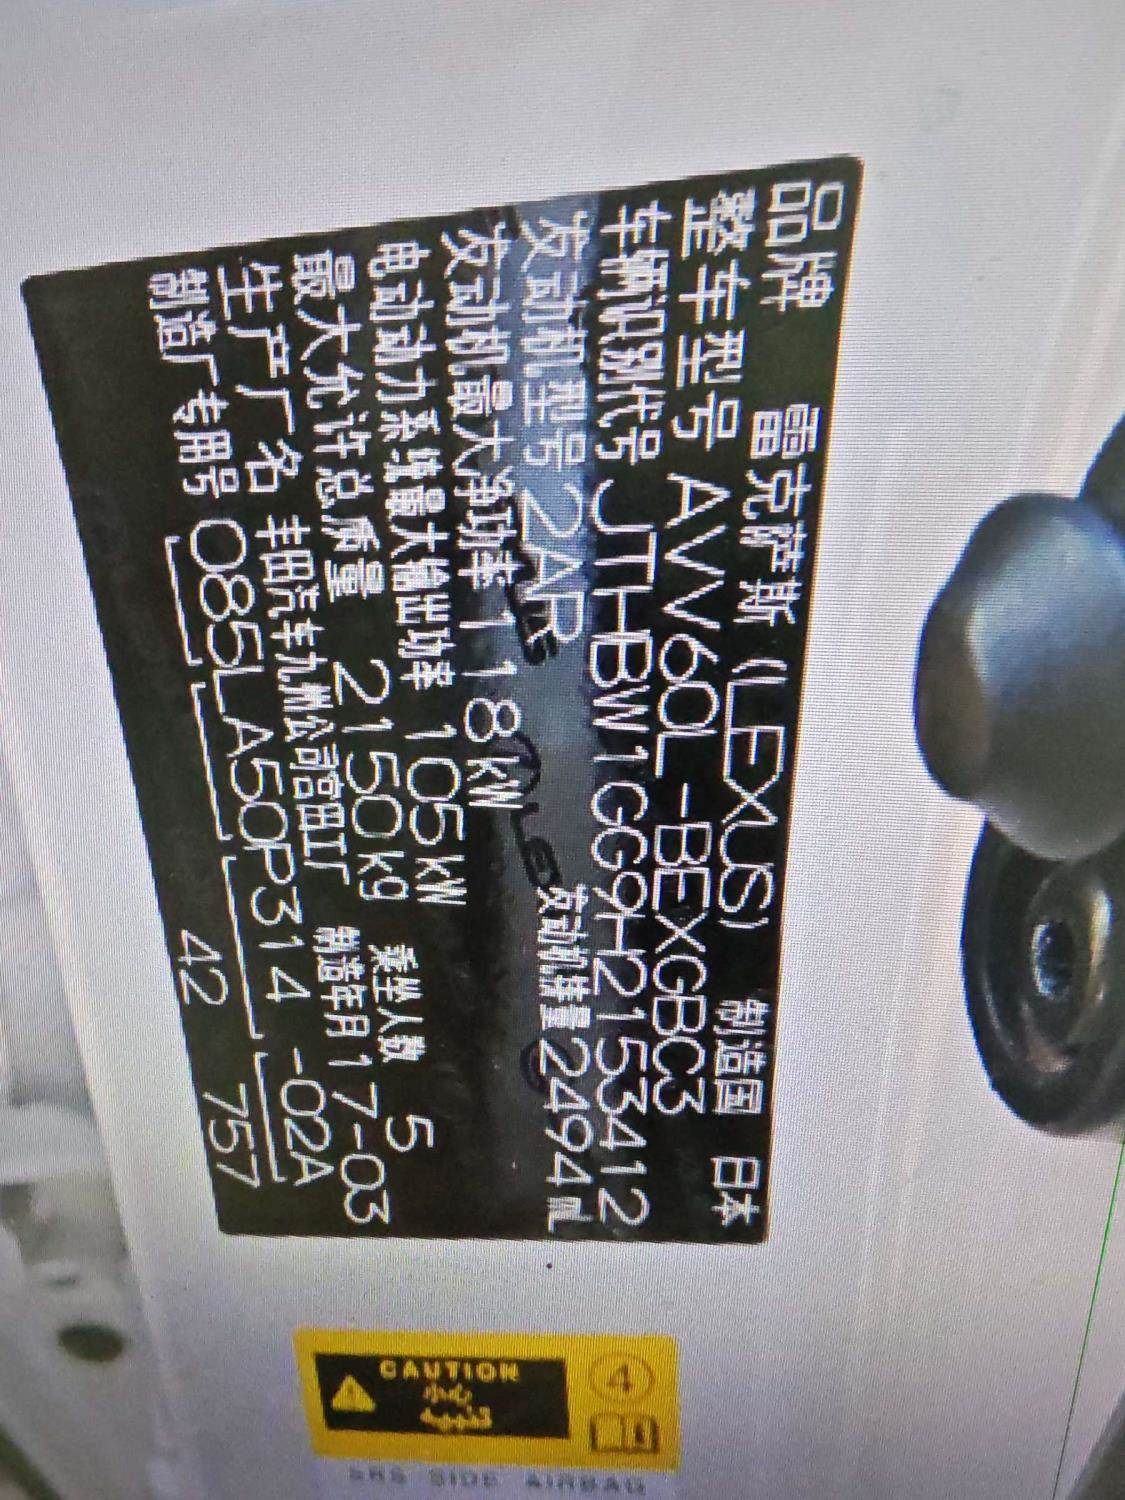 品牌 雷克萨斯 (LEXUS) 制造国 日本
整车型号 AVV60L-BEXGBC3
车辆识别代号 JTHBW1GG9H2153412
发动机型号 2AR 发动机排量 2494mL
发动机最大净功率 118kW
电动动力系统最大输出功率 105kW 乘坐人数 5
最大允许总质量 2150kg 制造年月 17-03
生产厂名 丰田汽车九州公司宫田工厂
制造厂专用号 085LA50P314 -02A
42 757
4
CAUTION
小心
تنبيه
SRS SIDE AIRBAG